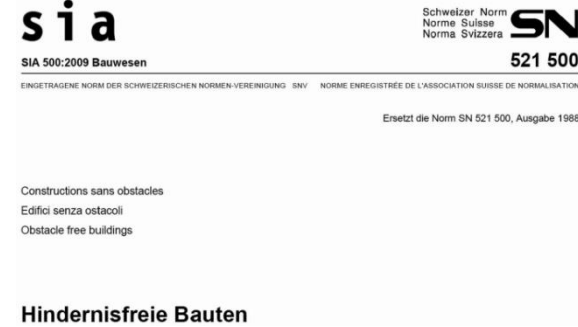 sia
Schweizer Norm
Norme Suisse
Norma Svizzera
SN
SIA 500:2009 Bauwesen
521 500
EINGETRAGENE NORM DER SCHWEIZERISCHEN NORMEN-VEREINIGUNG SNV NORME ENREGISTRÉE DE L'ASSOCIATION SUISSE DE NORMALISATION
Ersetzt die Norm SN 521 500, Ausgabe 1988
Constructions sans obstacles
Edifici senza ostacoli
Obstacle free buildings
Hindernisfreie Bauten